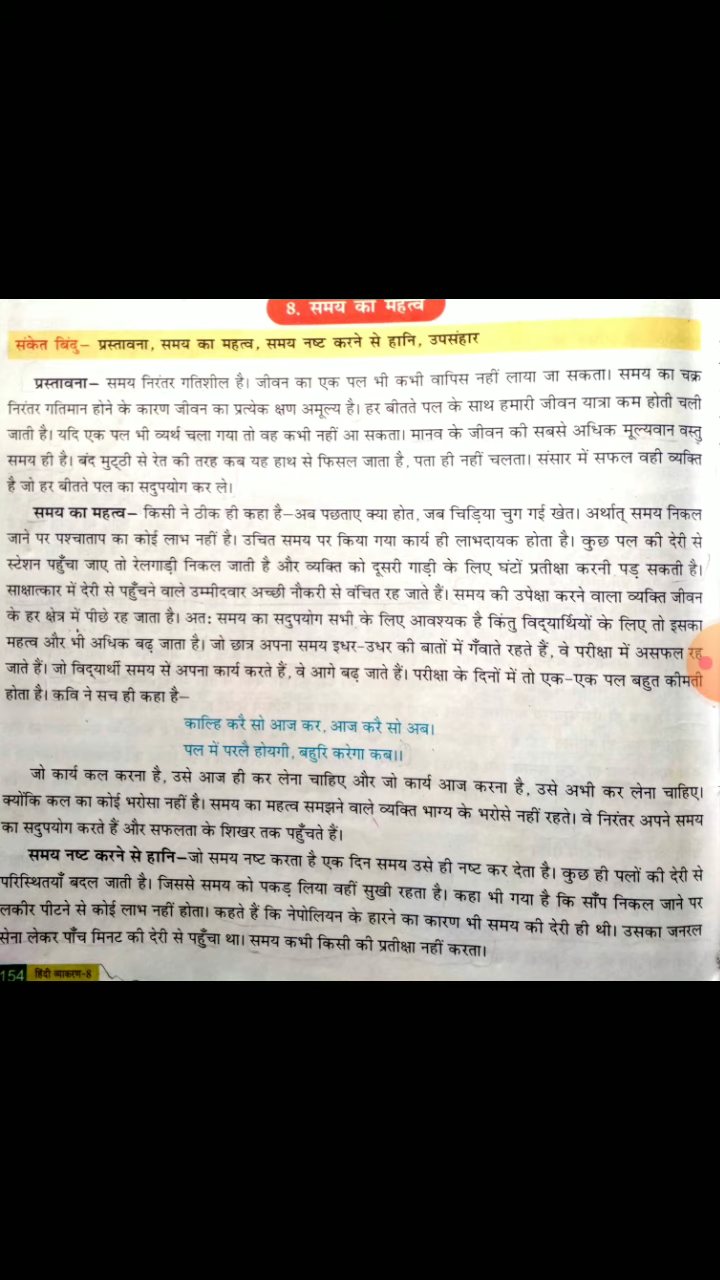 8. समय का महत्व
संकेत बिंदु– प्रस्तावना, समय का महत्व, समय नष्ट करने से हानि, उपसंहार
प्रस्तावना– समय निरंतर गतिशील है। जीवन का एक पल भी कभी वापिस नहीं लाया जा सकता। समय का चक्र
निरंतर गतिमान होने के कारण जीवन का प्रत्येक क्षण अमूल्य है। हर बीतते पल के साथ हमारी जीवन यात्रा कम होती चली
जाती है। यदि एक पल भी व्यर्थ चला गया तो वह कभी नहीं आ सकता। मानव के जीवन की सबसे अधिक मूल्यवान वस्तु
समय ही है। बंद मुट्ठी से रेत की तरह कब यह हाथ से फिसल जाता है, पता ही नहीं चलता। संसार में सफल वही व्यक्ति
है जो हर बीतते पल का सदुपयोग कर ले।
समय का महत्व– किसी ने ठीक ही कहा है–अब पछताए क्या होत, जब चिड़िया चुग गई खेत। अर्थात् समय निकल
जाने पर पश्चाताप का कोई लाभ नहीं है। उचित समय पर किया गया कार्य ही लाभदायक होता है। कुछ पल की देरी से
स्टेशन पहुँचा जाए तो रेलगाड़ी निकल जाती है और व्यक्ति को दूसरी गाड़ी के लिए घंटों प्रतीक्षा करनी पड़ सकती है।
साक्षात्कार में देरी से पहुँचने वाले उम्मीदवार अच्छी नौकरी से वंचित रह जाते हैं। समय की उपेक्षा करने वाला व्यक्ति जीवन
के हर क्षेत्र में पीछे रह जाता है। अत: समय का सदुपयोग सभी के लिए आवश्यक है किंतु विद्यार्थियों के लिए तो इसका
महत्व और भी अधिक बढ़ जाता है। जो छात्र अपना समय इधर-उधर की बातों में गँवाते रहते हैं, वे परीक्षा में असफल रह
जाते हैं। जो विद्यार्थी समय से अपना कार्य करते हैं, वे आगे बढ़ जाते हैं। परीक्षा के दिनों में तो एक-एक पल बहुत कीमती
होता है। कवि ने सच ही कहा है–
काल्हि करै सो आज कर, आज करै सो अब।
पल में परलै होयगी, बहुरि करेगा कब।।
जो कार्य कल करना है, उसे आज ही कर लेना चाहिए और जो कार्य आज करना है, उसे अभी कर लेना चाहिए।
क्योंकि कल का कोई भरोसा नहीं है। समय का महत्व समझने वाले व्यक्ति भाग्य के भरोसे नहीं रहते। वे निरंतर अपने समय
का सदुपयोग करते हैं और सफलता के शिखर तक पहुँचते हैं।
समय नष्ट करने से हानि–जो समय नष्ट करता है एक दिन समय उसे ही नष्ट कर देता है। कुछ ही पलों की देरी से
परिस्थितयाँ बदल जाती है। जिससे समय को पकड़ लिया वहीं सुखी रहता है। कहा भी गया है कि साँप निकल जाने पर
लकीर पीटने से कोई लाभ नहीं होता। कहते हैं कि नेपोलियन के हारने का कारण भी समय की देरी ही थी। उसका जनरल
सेना लेकर पाँच मिनट की देरी से पहुँचा था। समय कभी किसी की प्रतीक्षा नहीं करता।
154 हिंदी व्याकरण-8